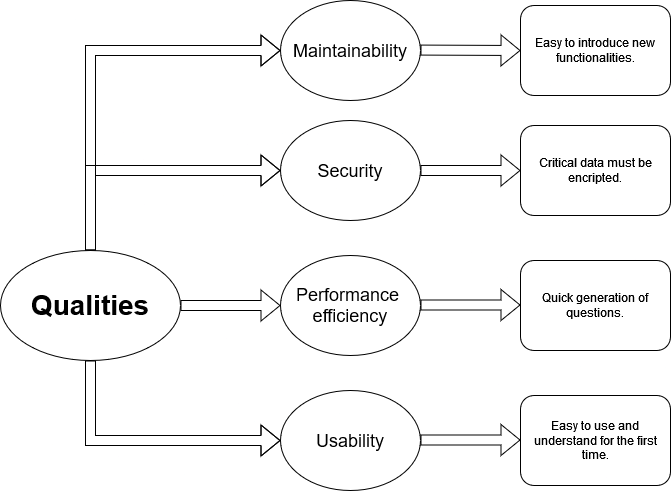 Maintainability
Easy to introduce new
functionalities.
Security
Critical data must be
encripted.
Qualities
Performance
efficiency
Quick generation of
questions.
Usability
Easy to use and
understand for the first
time.